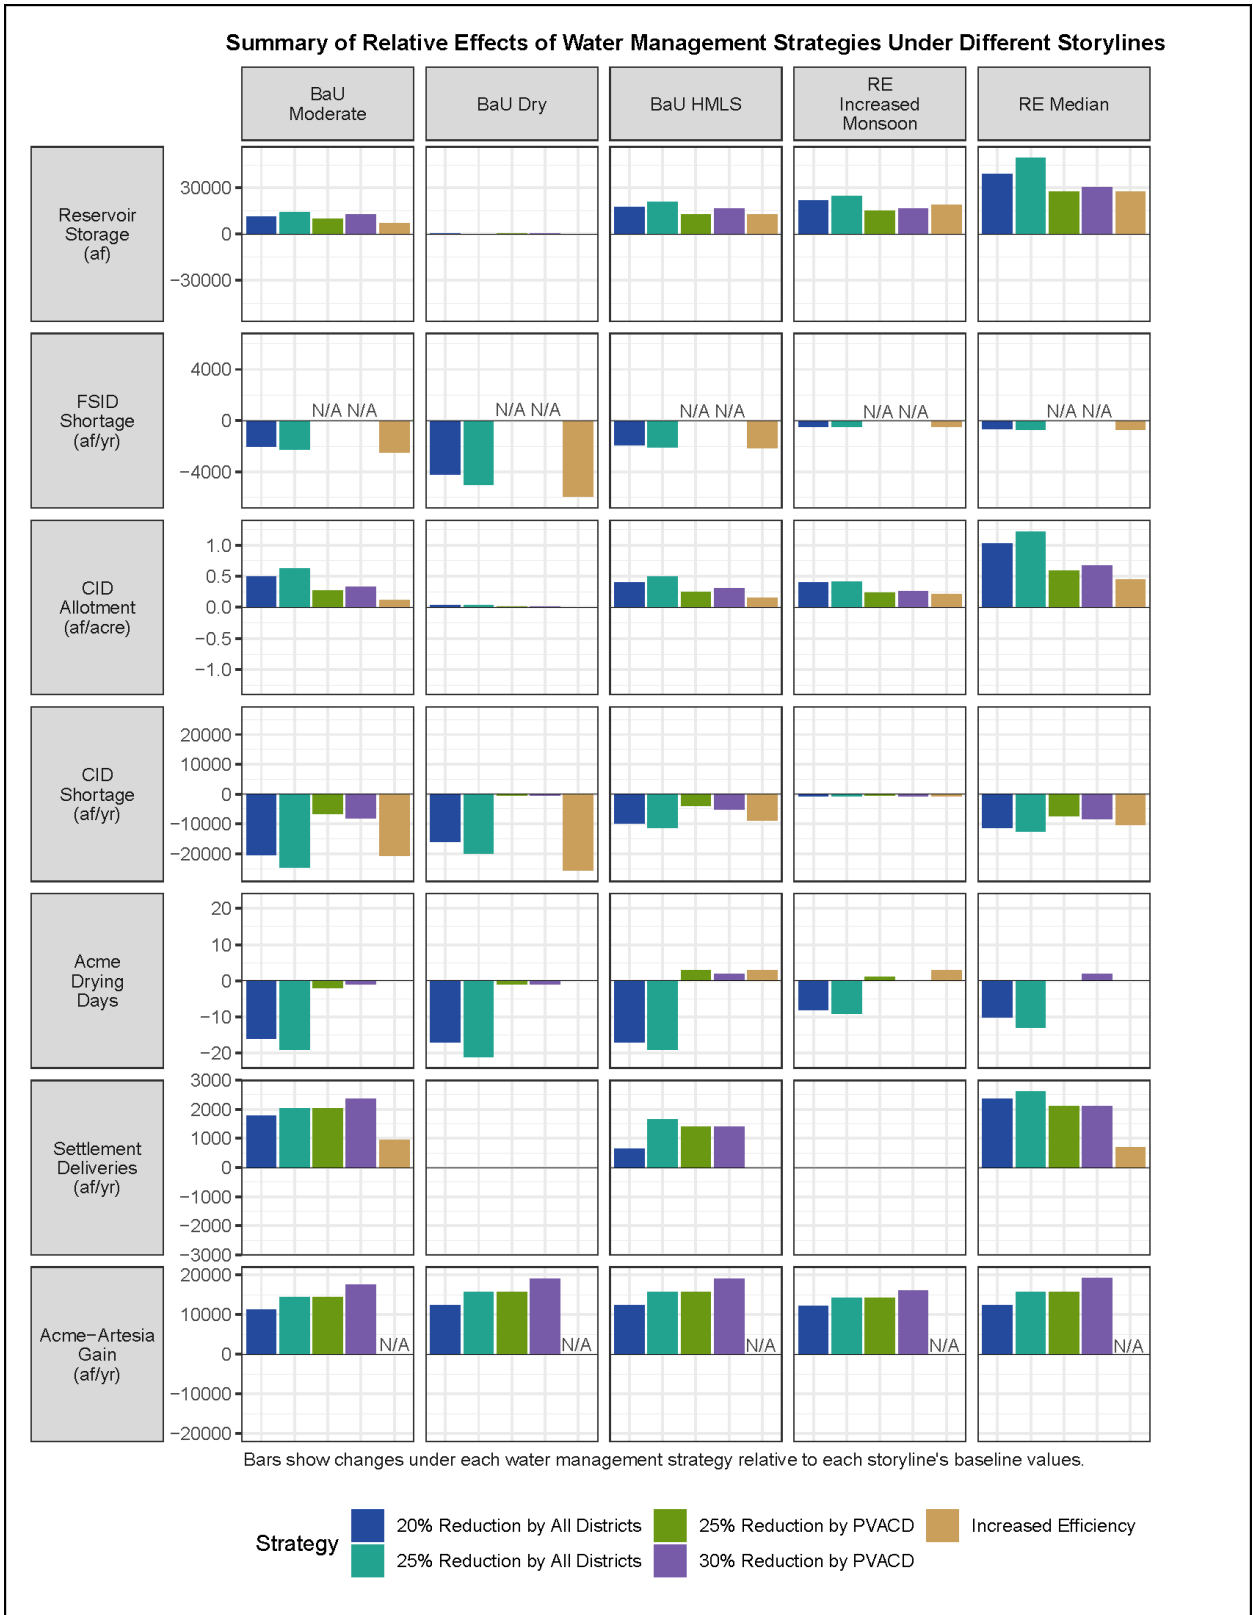 Summary of Relative Effects of Water Management Strategies Under Different Storylines
BaU
Moderate
BaU Dry
BaU HMLS
RE
Increased
Monsoon
RE Median
Reservoir
Storage
(af)
30000
0
−30000
FSID
Shortage
(af/yr)
4000
0
−4000
N/A N/A
N/A N/A
N/A N/A
N/A N/A
N/A N/A
CID
Allotment
(af/acre)
1.0
0.5
0.0
−0.5
−1.0
CID
Shortage
(af/yr)
20000
10000
0
−10000
−20000
Acme
Drying
Days
20
10
0
−10
−20
Settlement
Deliveries
(af/yr)
3000
2000
1000
0
−1000
−2000
−3000
Acme−Artesia
Gain
(af/yr)
20000
10000
0
−10000
−20000
N/A
N/A
N/A
N/A
N/A
Bars show changes under each water management strategy relative to each storyline's baseline values.
Strategy
20% Reduction by All Districts
25% Reduction by All Districts
25% Reduction by PVACD
30% Reduction by PVACD
Increased Efficiency